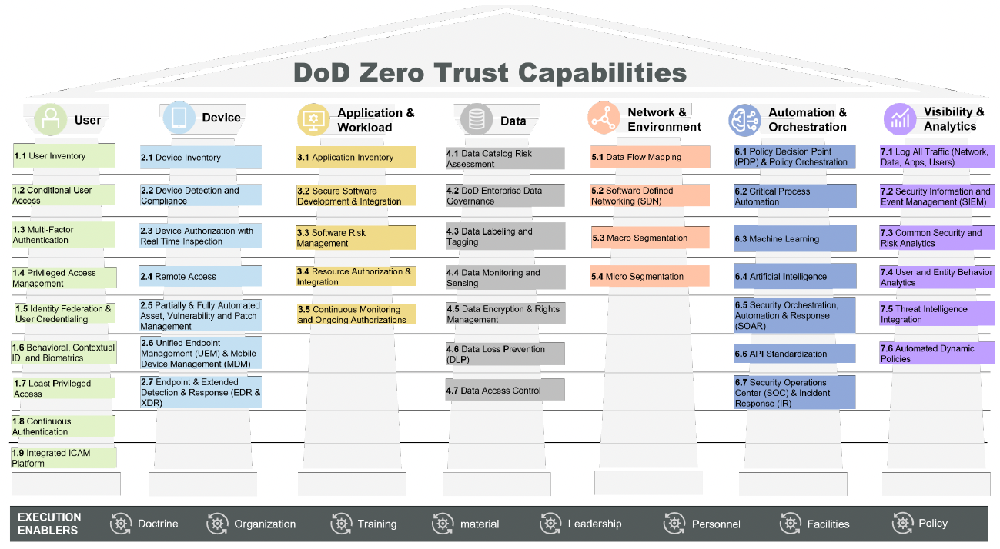 DoD Zero Trust Capabilities
User
1.1 User Inventory
1.2 Conditional User
Access
1.3 Multi-Factor
Authentication
1.4 Privileged Access
Management
1.5 Identity Federation &
User Credentialing
1.6 Behavioral, Contextual
ID, and Biometrics
1.7 Least Privileged
Access
1.8 Continuous
Authentication
1.9 Integrated ICAM
Platform
Device
2.1 Device Inventory
2.2 Device Detection and
Compliance
2.3 Device Authorization with
Real Time Inspection
2.4 Remote Access
2.5 Partially & Fully Automated
Asset, Vulnerability and Patch
Management
2.6 Unified Endpoint
Management (UEM) & Mobile
Device Management (MDM)
2.7 Endpoint & Extended
Detection & Response (EDR &
XDR)
Application &
Workload
3.1 Application Inventory
3.2 Secure Software
Development & Integration
3.3 Software Risk
Management
3.4 Resource Authorization &
Integration
3.5 Continuous Monitoring
and Ongoing Authorizations
Data
4.1 Data Catalog Risk
Assessment
4.2 DoD Enterprise Data
Governance
4.3 Data Labeling and
Tagging
4.4 Data Monitoring and
Sensing
4.5 Data Encryption & Rights
Management
4.6 Data Loss Prevention
(DLP)
4.7 Data Access Control
Network &
Environment
5.1 Data Flow Mapping
5.2 Software Defined
Networking (SDN)
5.3 Macro Segmentation
5.4 Micro Segmentation
Automation &
Orchestration
6.1 Policy Decision Point
(PDP) & Policy Orchestration
6.2 Critical Process
Automation
6.3 Machine Learning
6.4 Artificial Intelligence
6.5 Security Orchestration,
Automation & Response
(SOAR)
6.6 API Standardization
6.7 Security Operations
Center (SOC) & Incident
Response (IR)
Visibility &
Analytics
7.1 Log All Traffic (Network,
Data, Apps, Users)
7.2 Security Information and
Event Management (SIEM)
7.3 Common Security and
Risk Analytics
7.4 User and Entity Behavior
Analytics
7.5 Threat Intelligence
Integration
7.6 Automated Dynamic
Policies
EXECUTION
ENABLERS
Doctrine
Organization
Training
material
Leadership
Personnel
Facilities
Policy